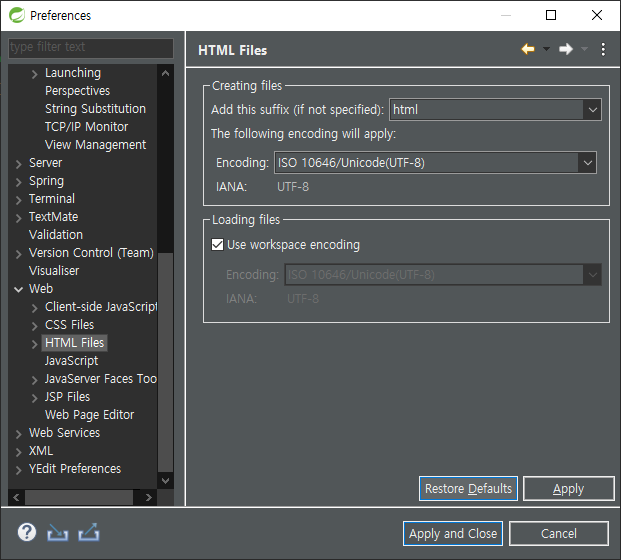 Preferences
type filter text
Launching
Perspectives
String Substitution
TCP/IP Monitor
View Management
Server
Spring
Terminal
TextMate
Validation
Version Control (Team)
Visualiser
Web
Client-side JavaScript
CSS Files
HTML Files
JavaScript
JavaServer Faces Too
JSP Files
Web Page Editor
Web Services
XML
YEdit Preferences
HTML Files
Creating files
Add this suffix (if not specified): html
The following encoding will apply:
Encoding: ISO 10646/Unicode(UTF-8)
IANA: UTF-8
Loading files
Use workspace encoding
Encoding: ISO 10646/Unicode(UTF-8)
IANA: UTF-8
Restore Defaults Apply
? Apply and Close Cancel